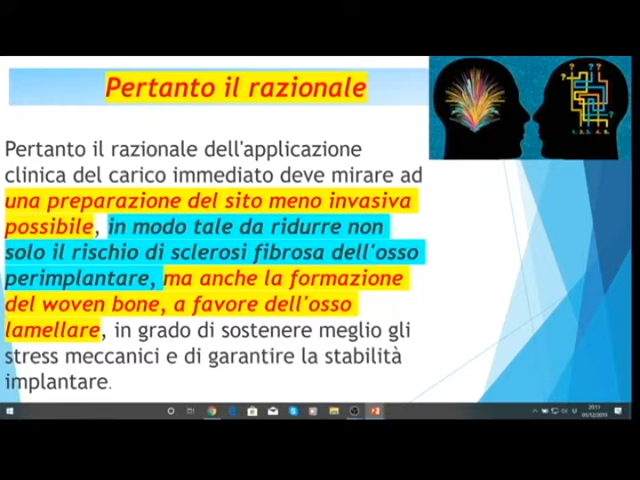 Pertanto il razionale
Pertanto il razionale dell'applicazione
clinica del carico immediato deve mirare ad
una preparazione del sito meno invasiva
possibile, in modo tale da ridurre non
solo il rischio di sclerosi fibrosa dell'osso
perimplantare, ma anche la formazione
del woven bone, a favore dell'osso
lamellare, in grado di sostenere meglio gli
stress meccanici e di garantire la stabilità
implantare.